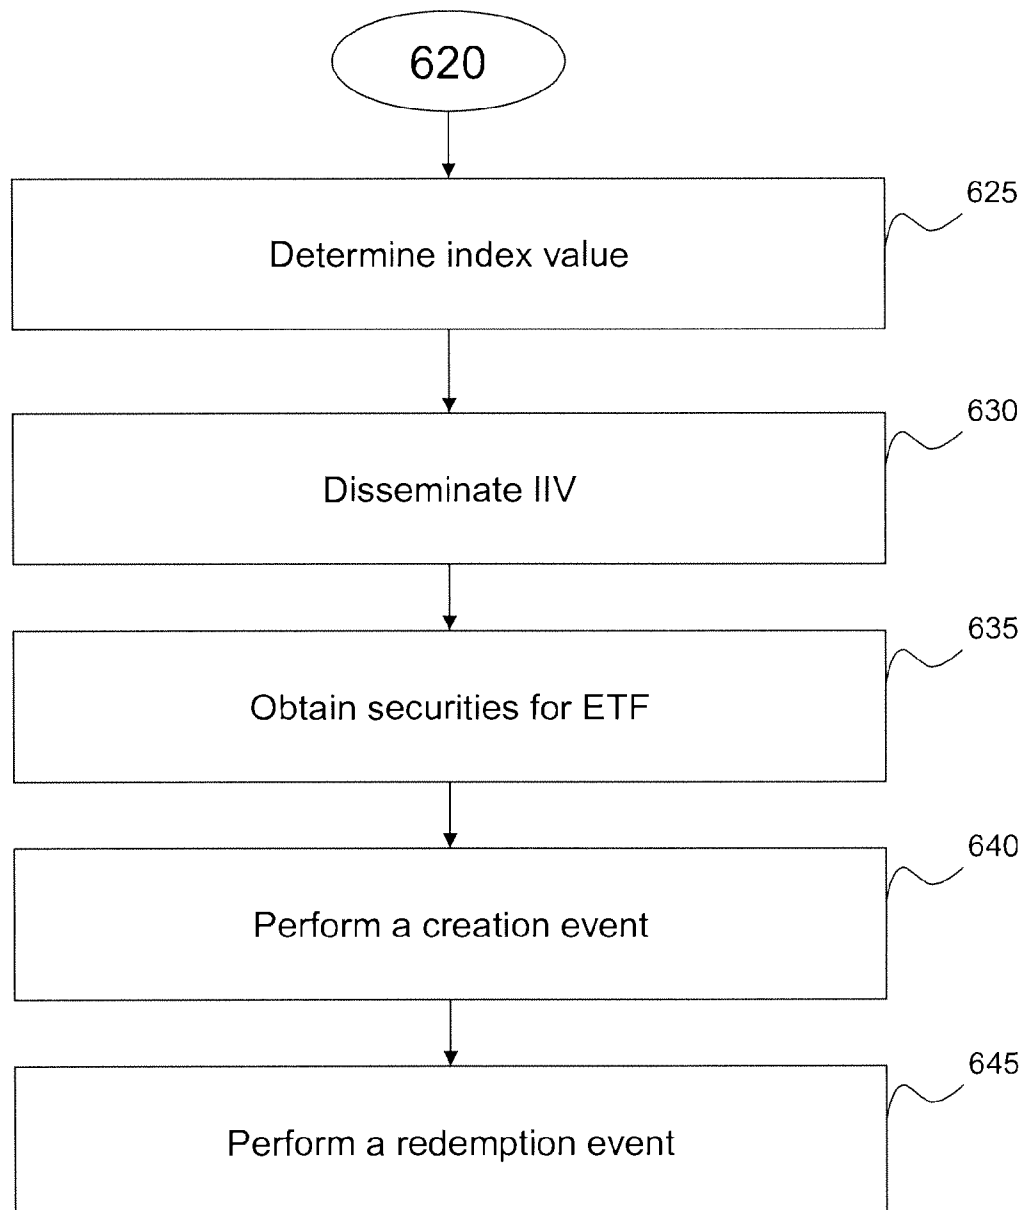 620
625
Determine index value
630
Disseminate IIV
635
Obtain securities for ETF
640
Perform a creation event
645
Perform a redemption event